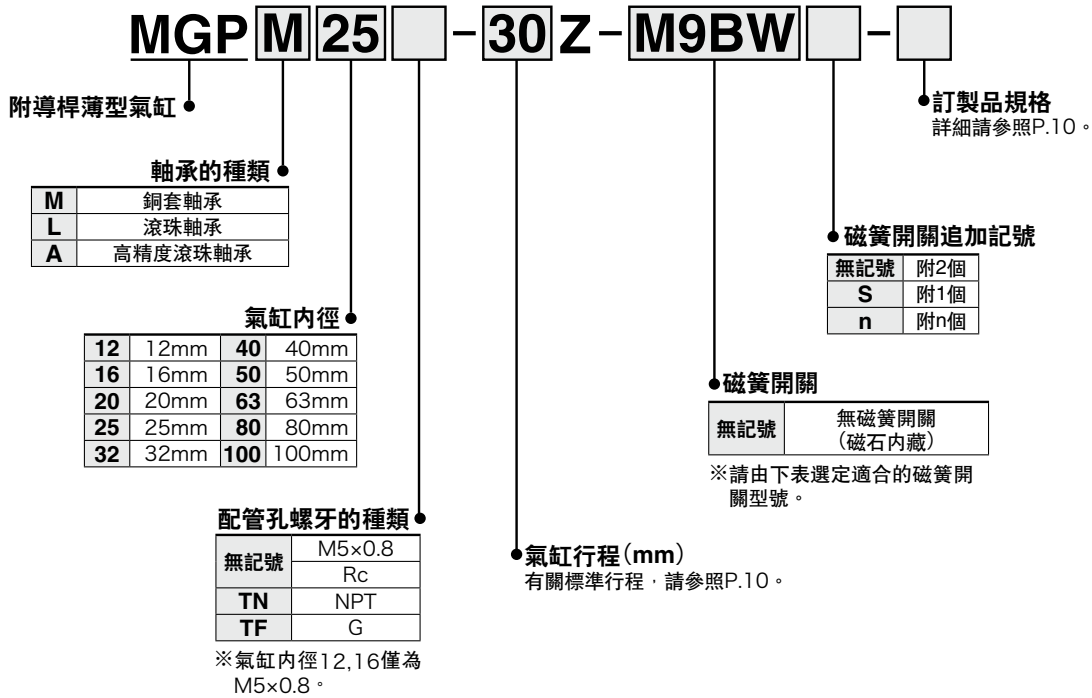 MGP M 25 - 30 Z - M9BW -
附導桿薄型氣缸
訂製品規格
詳細請參照P.10。
軸承的種類
M 銅套軸承
L 滾珠軸承
A 高精度滾珠軸承
磁簧開關追加記號
無記號 附2個
S 附1個
n 附n個
氣缸內徑
12 12mm 40 40mm
16 16mm 50 50mm
20 20mm 63 63mm
25 25mm 80 80mm
32 32mm 100 100mm
磁簧開關
無記號 無磁簧開關
(磁石內藏)
※請由下表選定適合的磁簧開
關型號。
配管孔螺牙的種類
無記號 M5×0.8
Rc
TN NPT
TF G
※氣缸內徑12,16僅為
M5×0.8。
氣缸行程(mm)
有關標準行程,請參照P.10。